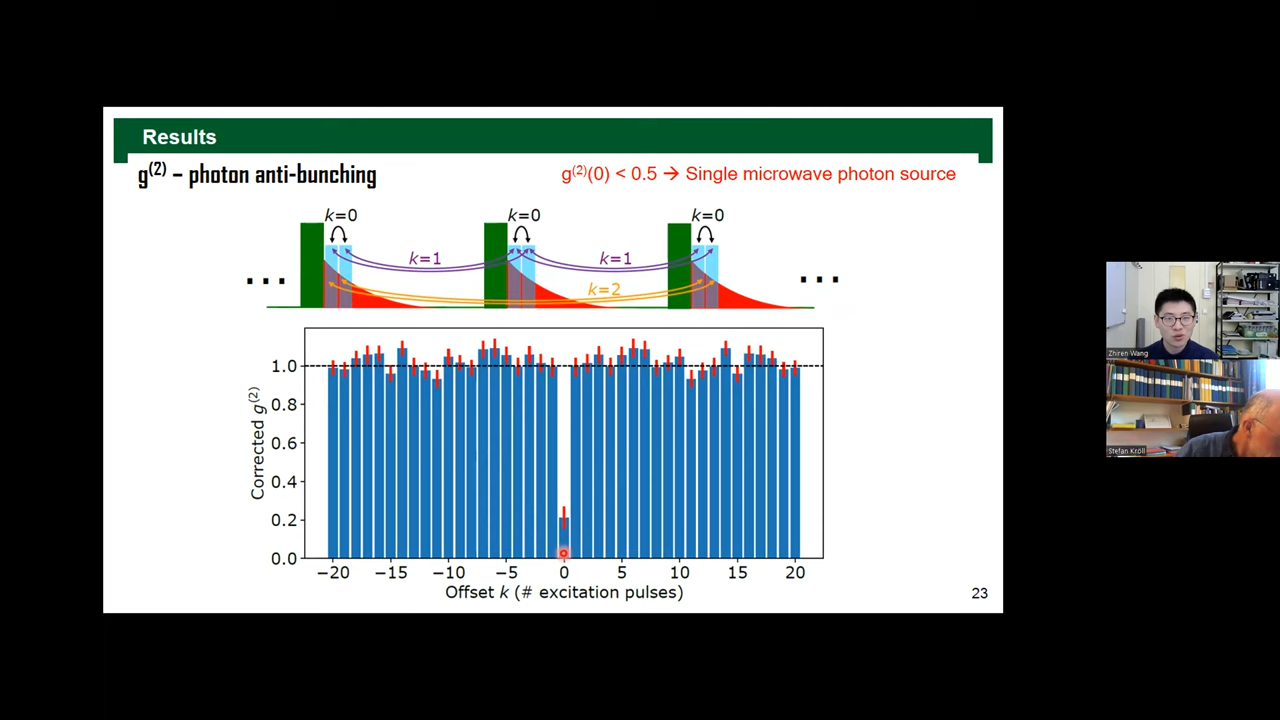 Results
g(2) – photon anti-bunching
g(2)(0) < 0.5 → Single microwave photon source
k=0
k=0
k=0
...
k=1
k=1
...
k=2
1.0
0.8
0.6
0.4
0.2
0.0
Corrected g(2)
−20
−15
−10
−5
0
5
10
15
20
Offset k (# excitation pulses)
23
Zhiren Wang
Stefan Kröll